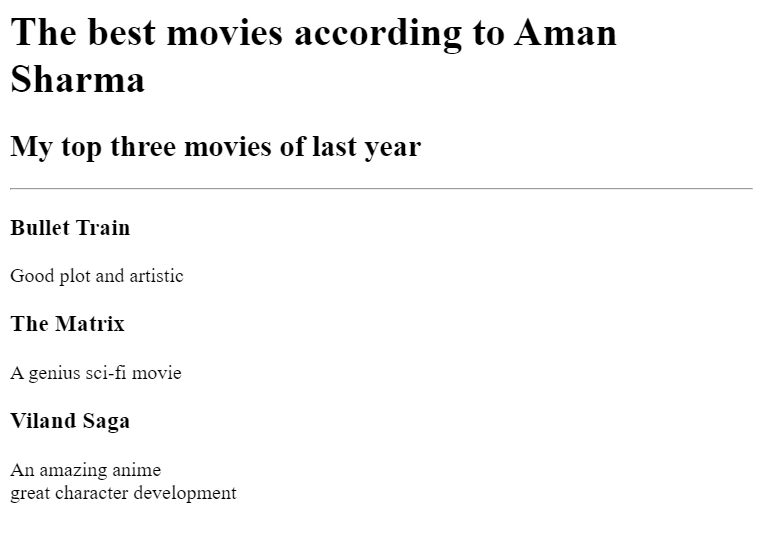 The best movies according to Aman
Sharma
My top three movies of last year
Bullet Train
Good plot and artistic
The Matrix
A genius sci-fi movie
Viland Saga
An amazing anime
great character development